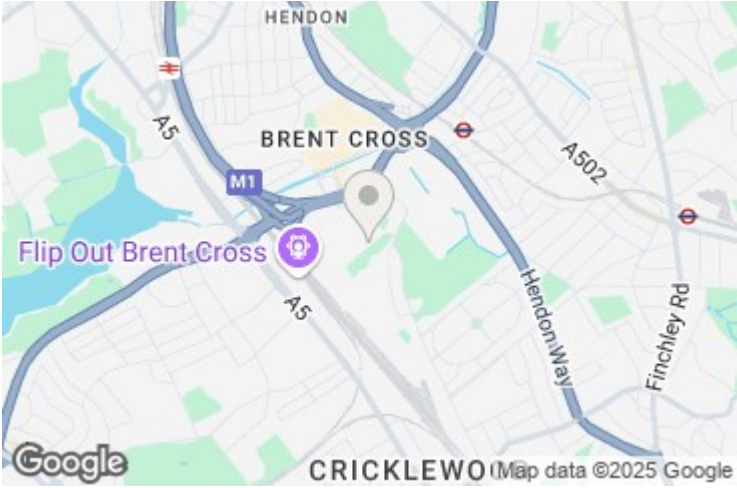 HENDON
A5
BRENT CROSS
A502
M1
Flip Out Brent Cross
A5
Hendon Way
Finchley Rd
Google
CRICKLEWO
Map data ©2025 Google